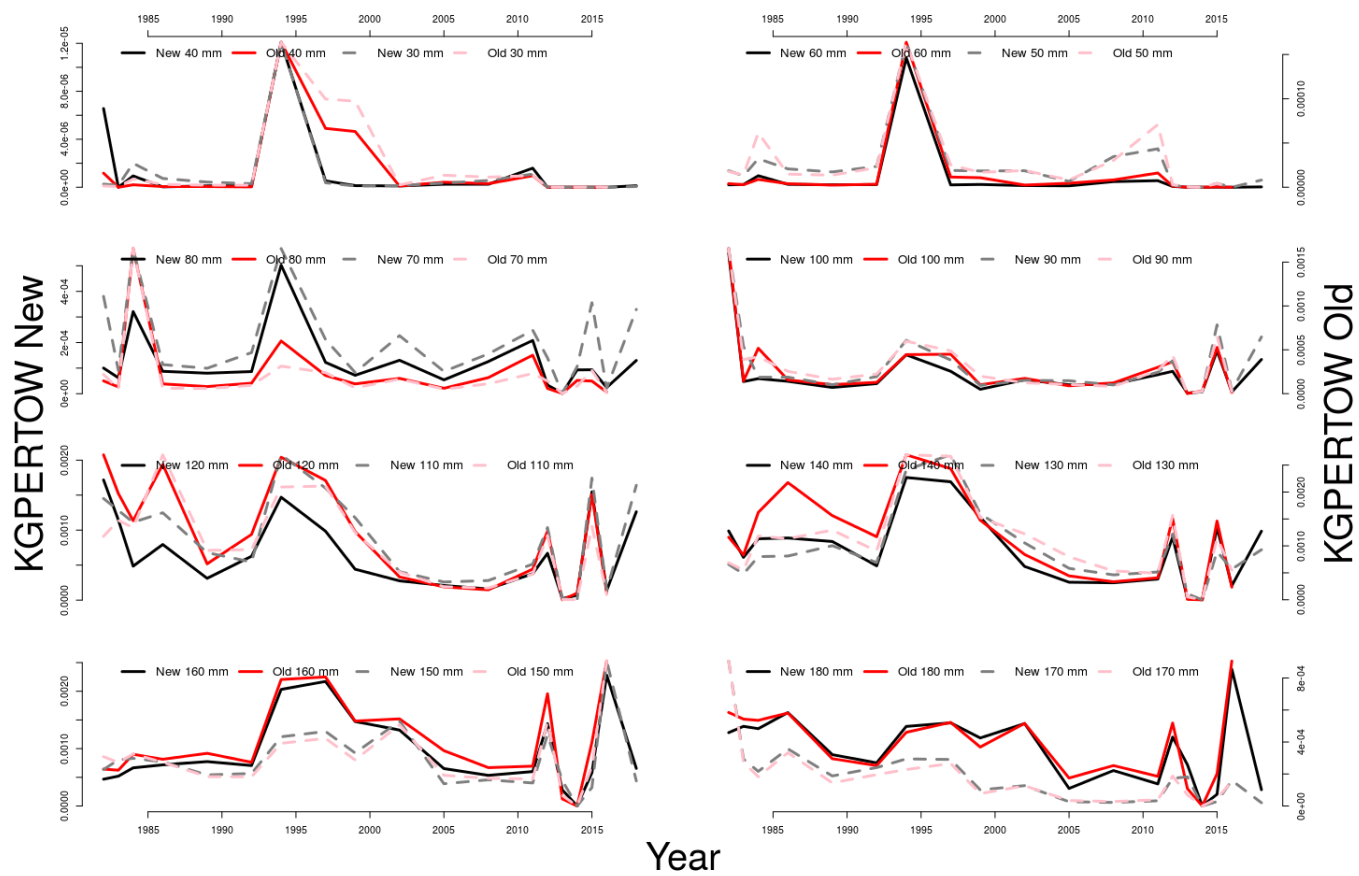 1985 1990 1995 2000 2005 2010 2015
1985 1990 1995 2000 2005 2010 2015
New 40 mm Old 40 mm New 30 mm Old 30 mm
0.0e+00 4.0e-06 8.0e-06 1.2e-05
New 60 mm Old 60 mm New 50 mm Old 50 mm
0.00000 0.00010
New 80 mm Old 80 mm New 70 mm Old 70 mm
0e+00 2e-04 4e-04
New 100 mm Old 100 mm New 90 mm Old 90 mm
0.0000 0.0005 0.0010 0.0015
KGPERTOW New
KGPERTOW Old
New 120 mm Old 120 mm New 110 mm Old 110 mm
0.0000 0.0010 0.0020
New 140 mm Old 140 mm New 130 mm Old 130 mm
0.0000 0.0010 0.0020
New 160 mm Old 160 mm New 150 mm Old 150 mm
0.0000 0.0010 0.0020
New 180 mm Old 180 mm New 170 mm Old 170 mm
0e+00 4e-04 8e-04
1985 1990 1995 2000 2005 2010 2015
1985 1990 1995 2000 2005 2010 2015
Year